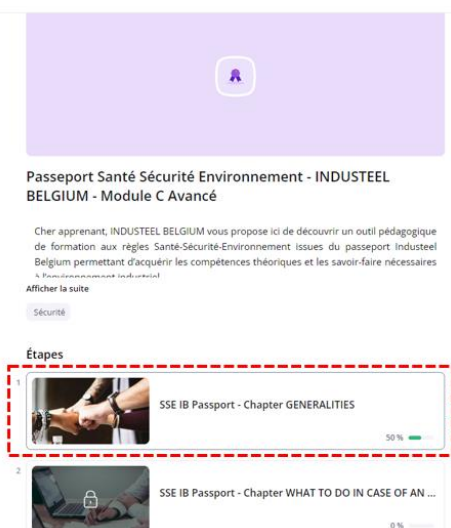 Passeport Santé Sécurité Environnement - INDUSTEEL
BELGIUM - Module C Avancé
Cher apprenant, INDUSTEEL BELGIUM vous propose ici de découvrir un outil pédagogique
de formation aux règles Santé-Sécurité-Environnement issues du passeport Industeel
Belgium permettant d'acquérir les compétences théoriques et les savoir-faire nécessaires
à l'environnement industriel
Afficher la suite
Sécurité
Étapes
1
SSE IB Passport - Chapter GENERALITIES
50 %
2
SSE IB Passport - Chapter WHAT TO DO IN CASE OF AN ...
0 %